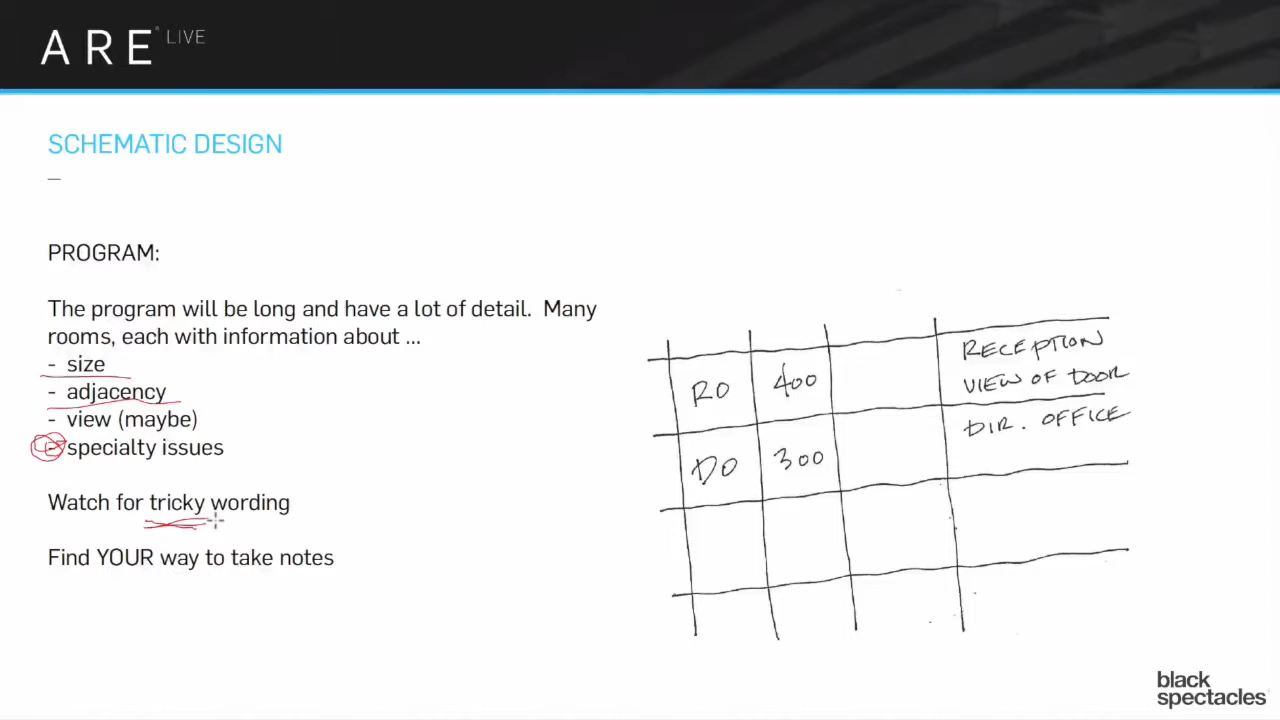 ARE® LIVE
SCHEMATIC DESIGN
—
PROGRAM:
The program will be long and have a lot of detail.  Many
rooms, each with information about ...
- size
- adjacency
- view (maybe)
- specialty issues
Watch for tricky wording
Find YOUR way to take notes
RO 400 RECEPTION
VIEW OF DOOR
DO 300 DIR. OFFICE
black
spectacles